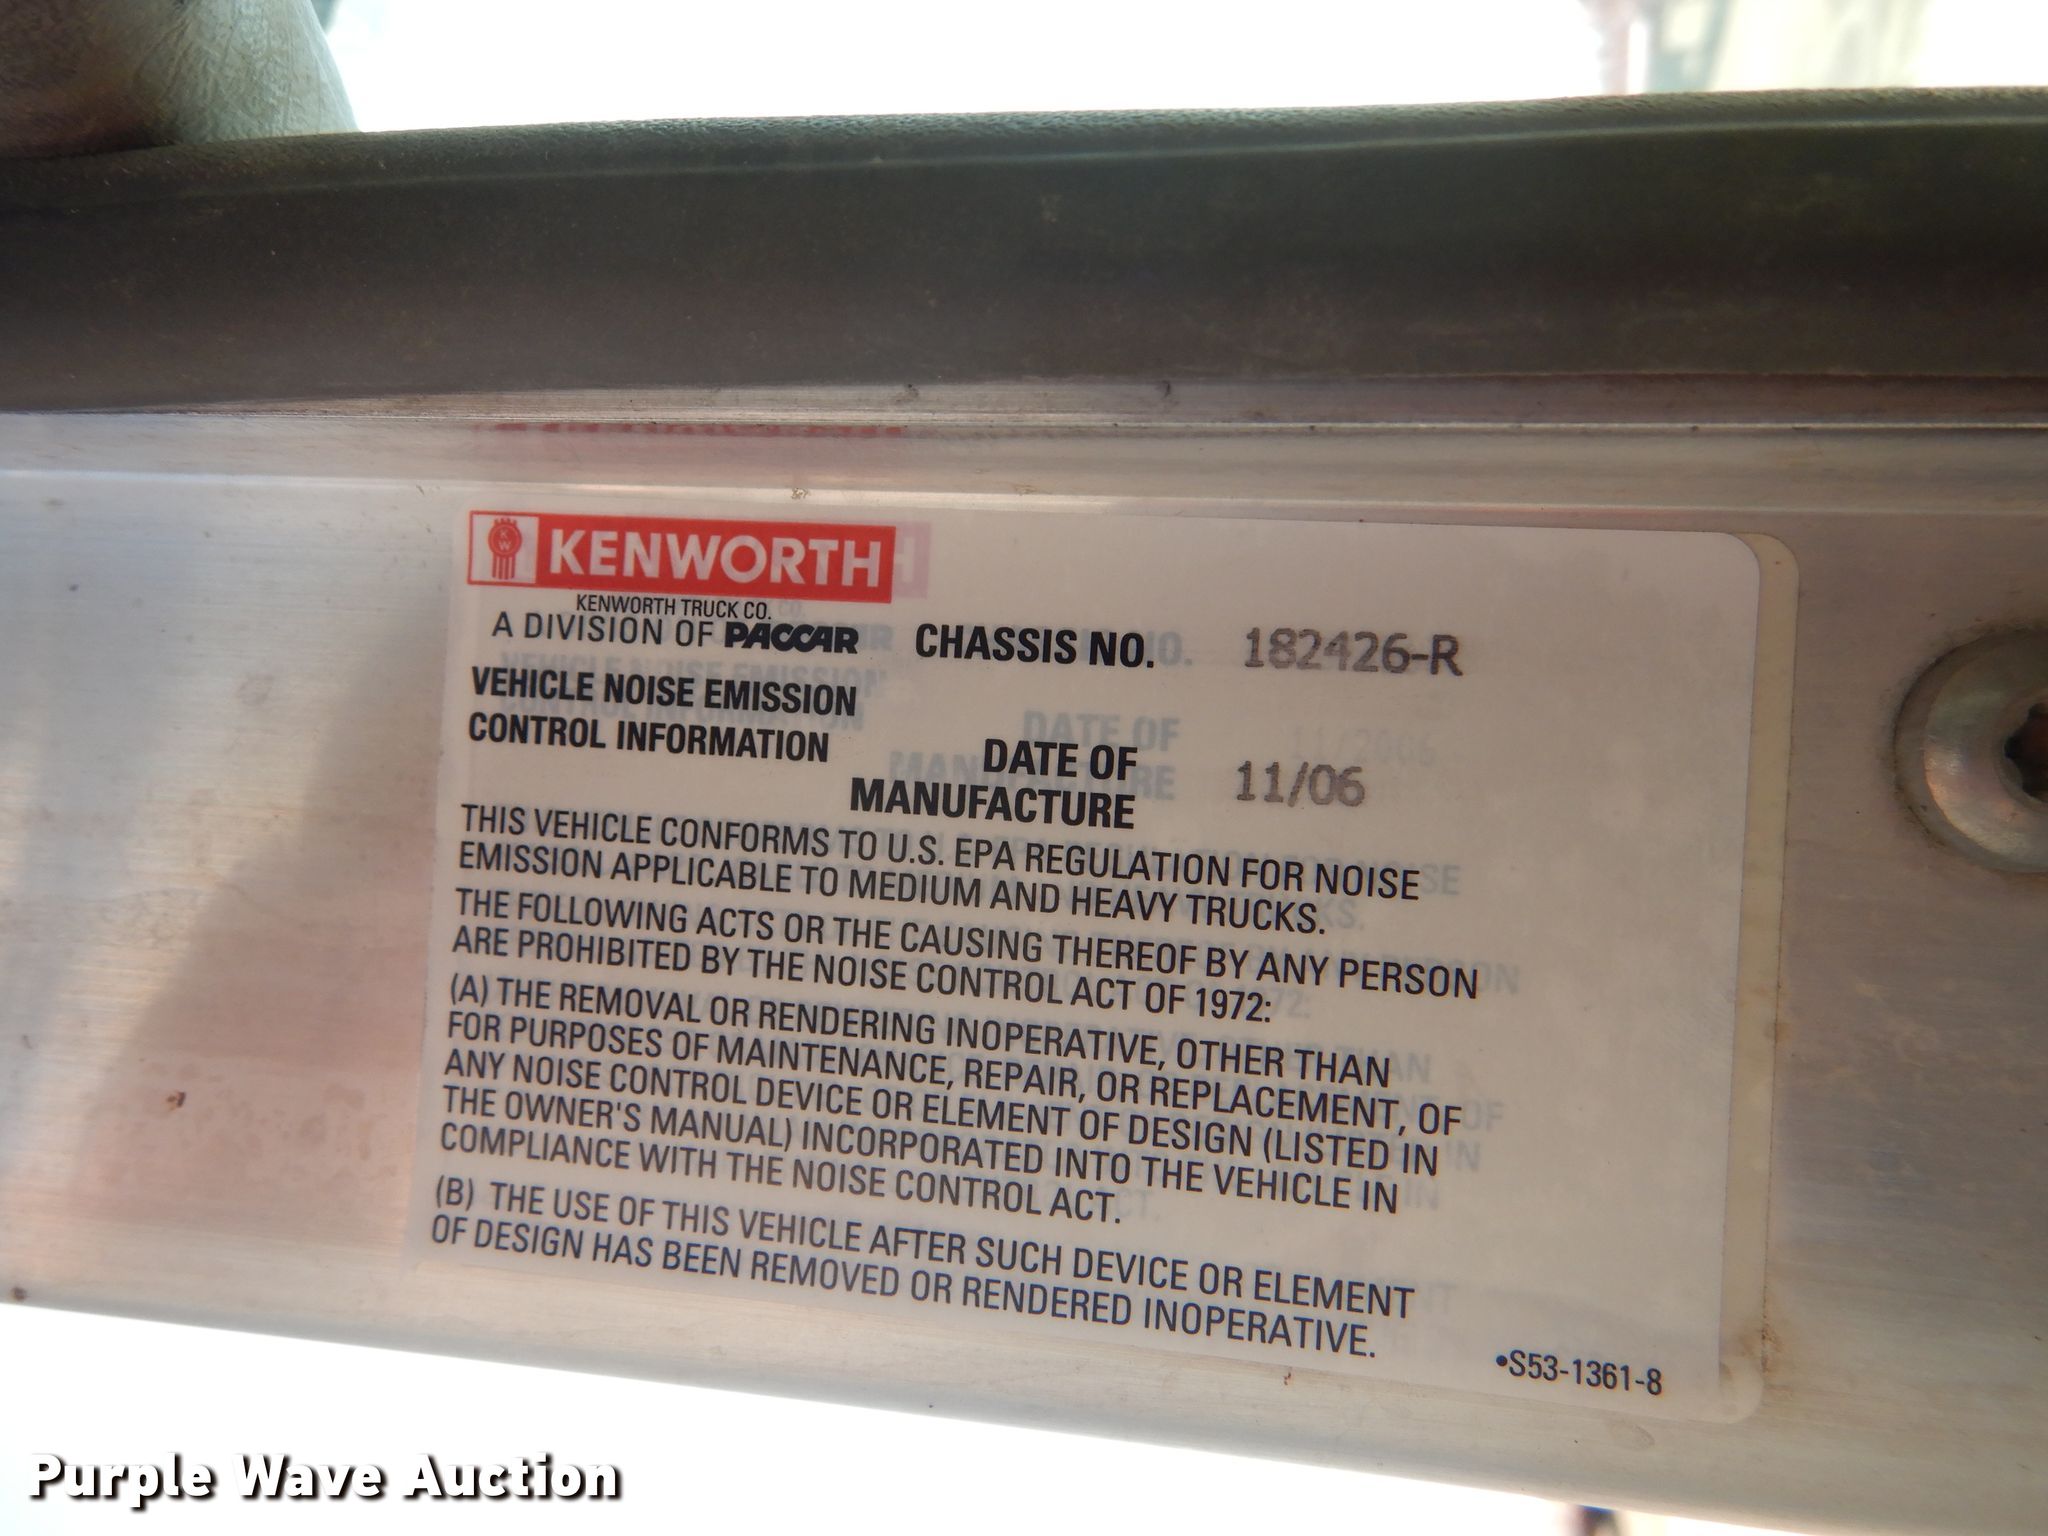 KW KENWORTH
KENWORTH TRUCK CO.
A DIVISION OF PACCAR CHASSIS NO. 182426-R
VEHICLE NOISE EMISSION
CONTROL INFORMATION
DATE OF
MANUFACTURE 11/06
THIS VEHICLE CONFORMS TO U.S. EPA REGULATION FOR NOISE
EMISSION APPLICABLE TO MEDIUM AND HEAVY TRUCKS.
THE FOLLOWING ACTS OR THE CAUSING THEREOF BY ANY PERSON
ARE PROHIBITED BY THE NOISE CONTROL ACT OF 1972:
(A) THE REMOVAL OR RENDERING INOPERATIVE, OTHER THAN
FOR PURPOSES OF MAINTENANCE, REPAIR, OR REPLACEMENT, OF
ANY NOISE CONTROL DEVICE OR ELEMENT OF DESIGN (LISTED IN
THE OWNER'S MANUAL) INCORPORATED INTO THE VEHICLE IN
COMPLIANCE WITH THE NOISE CONTROL ACT.
(B) THE USE OF THIS VEHICLE AFTER SUCH DEVICE OR ELEMENT
OF DESIGN HAS BEEN REMOVED OR RENDERED INOPERATIVE.
•S53-1361-8
Purple Wave Auction